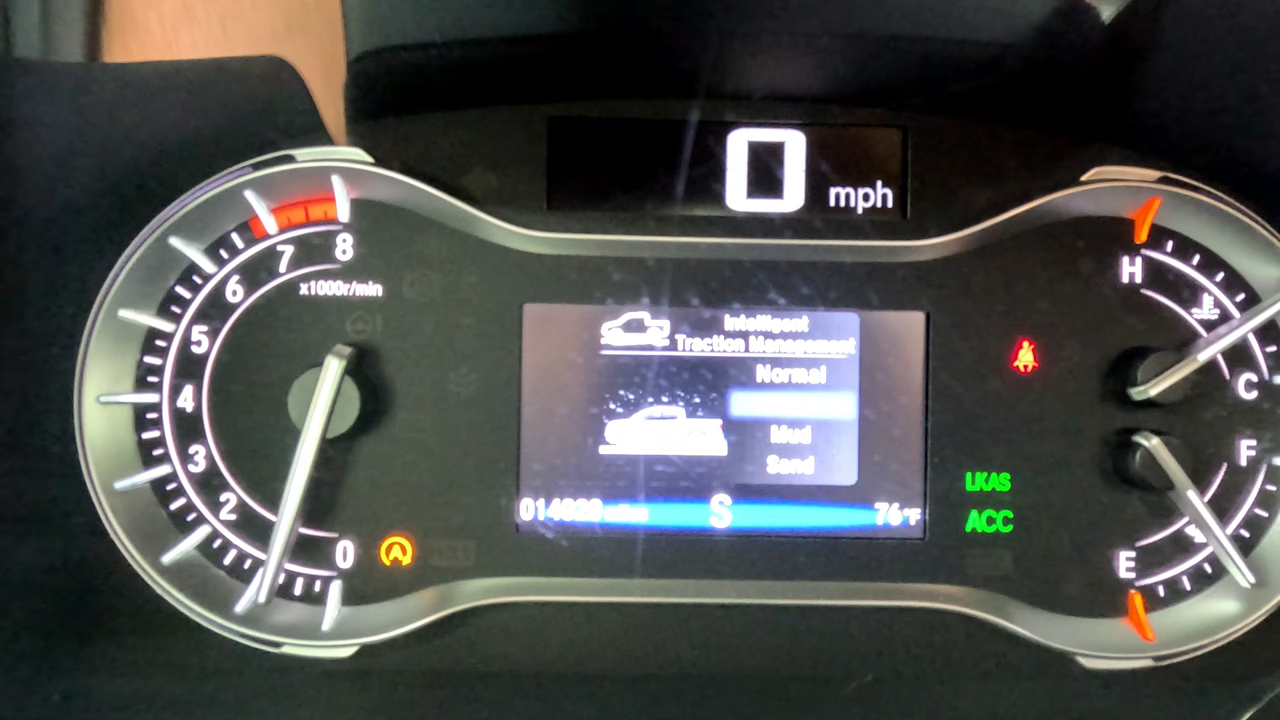 0 mph
8
7
6
5
4
3
2
0
x1000r/min
Intelligent
Traction Management
Normal
Mud
Sand
S
76°F
LKAS
ACC
A
H
C
F
E